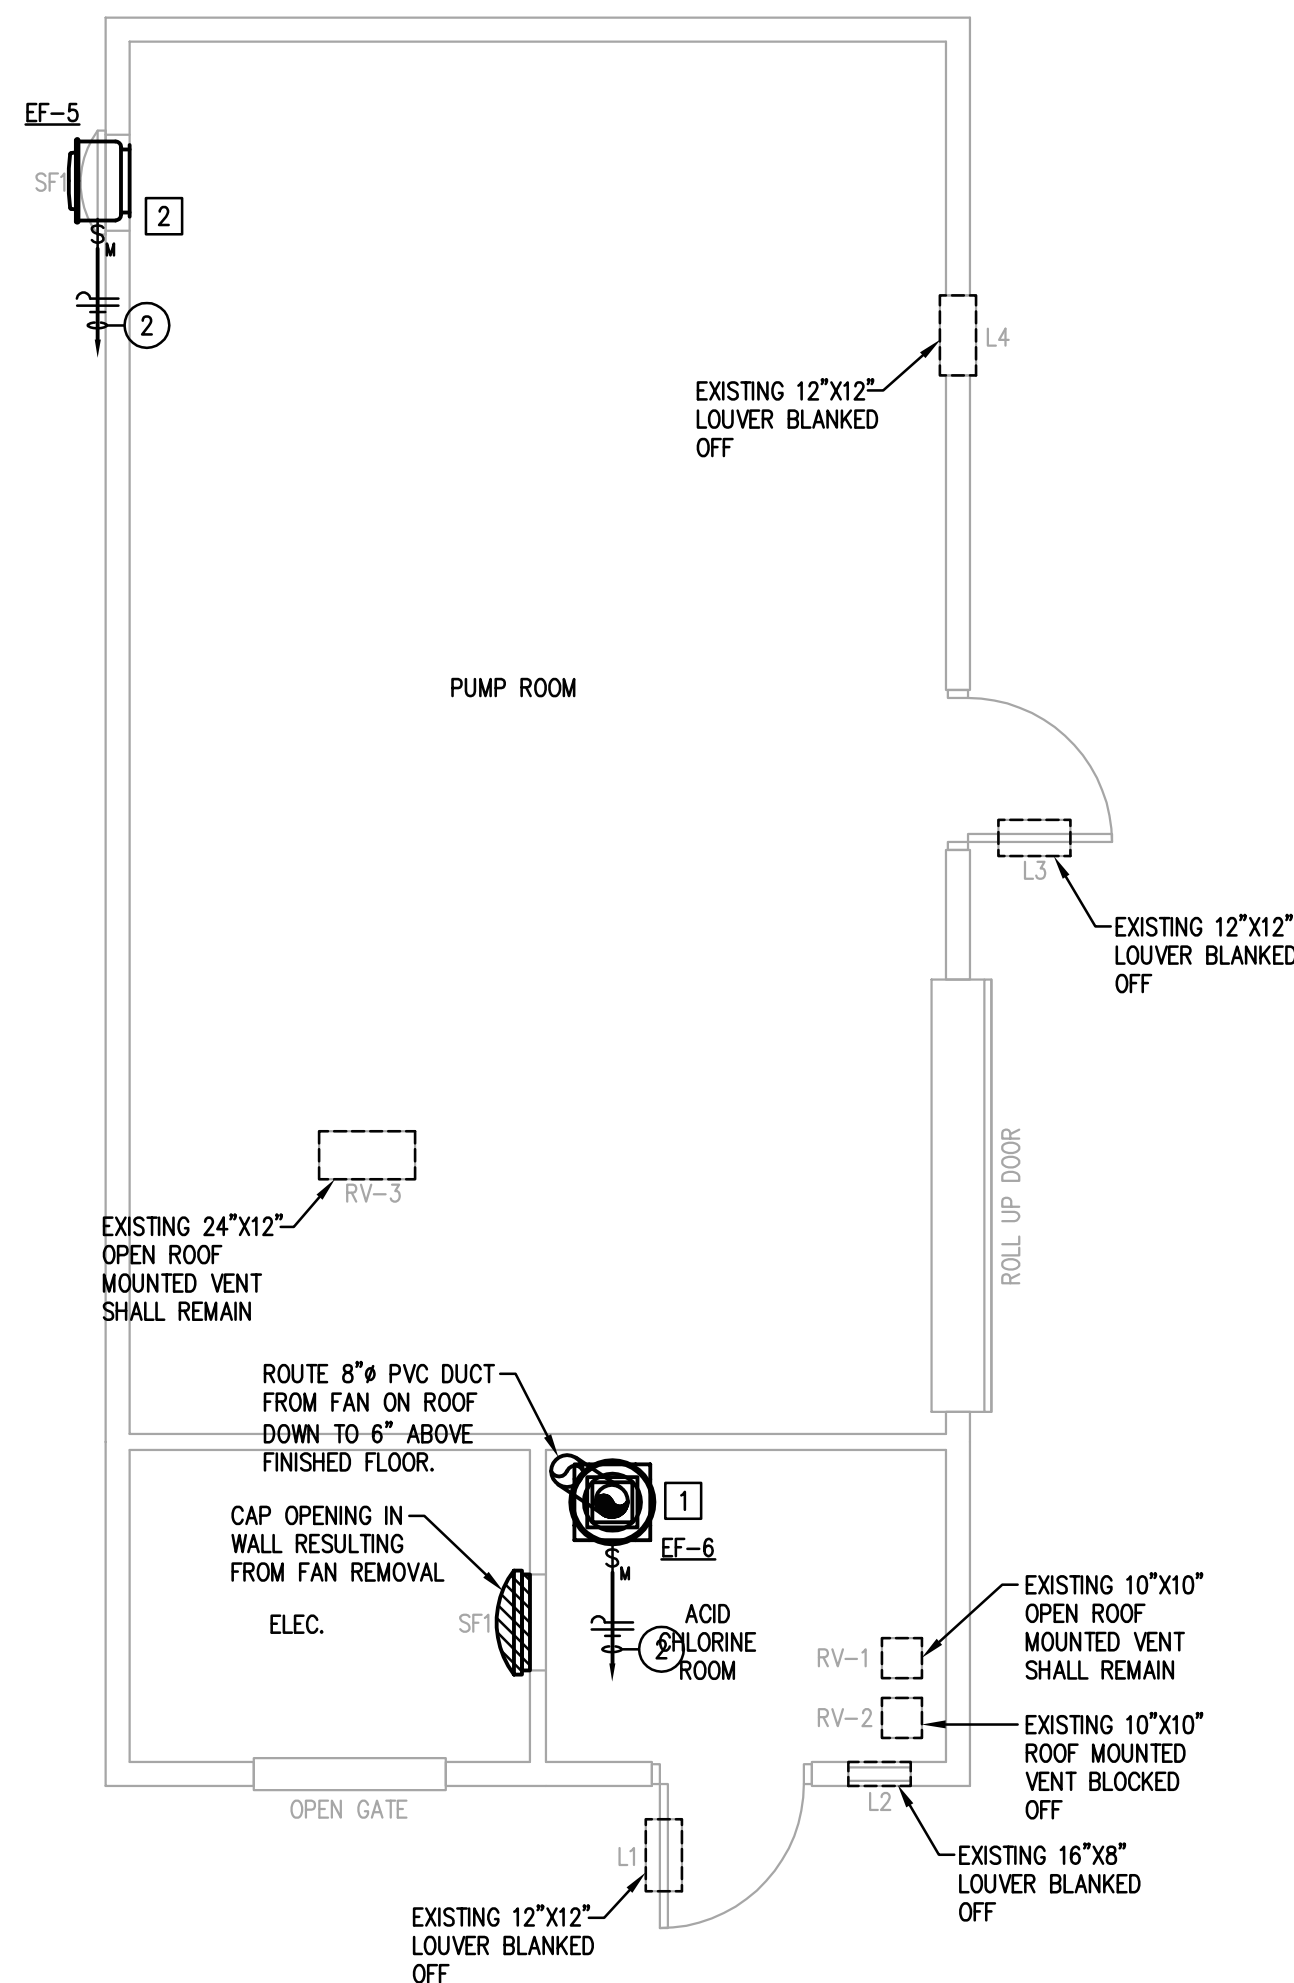 EF-5
SF1
2
S
M
2
L4
EXISTING 12"X12"
LOUVER BLANKED
OFF
PUMP ROOM
L3
EXISTING 12"X12"
LOUVER BLANKED
OFF
ROLL UP DOOR
RV-3
EXISTING 24"X12"
OPEN ROOF
MOUNTED VENT
SHALL REMAIN
ROUTE 8"ø PVC DUCT
FROM FAN ON ROOF
DOWN TO 6" ABOVE
FINISHED FLOOR.
1
EF-6
S
M
CAP OPENING IN
WALL RESULTING
FROM FAN REMOVAL
SF1
ELEC.
2
ACID
CHLORINE
ROOM
RV-1
EXISTING 10"X10"
OPEN ROOF
MOUNTED VENT
SHALL REMAIN
RV-2
EXISTING 10"X10"
ROOF MOUNTED
VENT BLOCKED
OFF
OPEN GATE
L2
EXISTING 16"X8"
LOUVER BLANKED
OFF
L1
EXISTING 12"X12"
LOUVER BLANKED
OFF